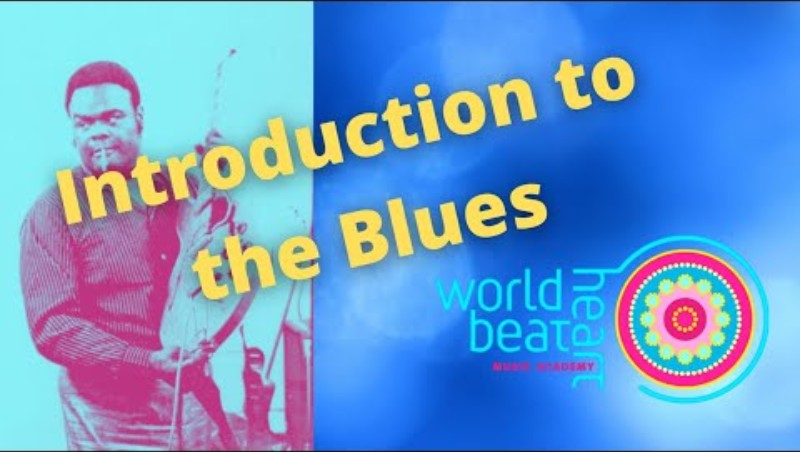 Introduction to
the Blues
world
beat
heart
MUSIC ACADEMY